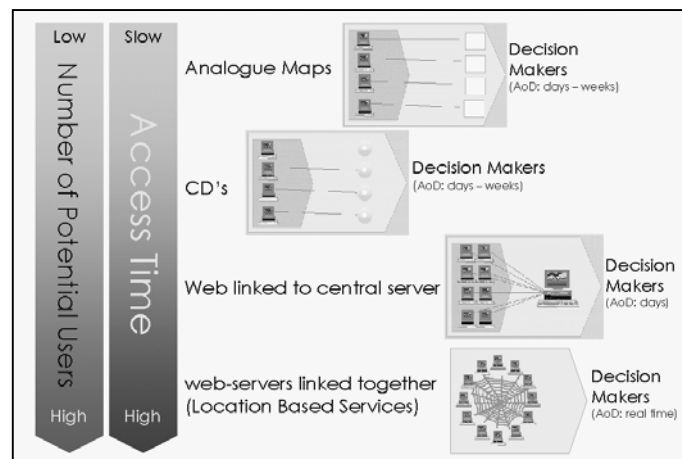 Low
Number of Potential Users
High
Slow
Access Time
High
Analogue Maps
Decision
Makers
(AoD: days – weeks)
CD's
Decision Makers
(AoD: days – weeks)
Web linked to central server
Decision
Makers
(AoD: days)
web-servers linked together
(Location Based Services)
Decision
Makers
(AoD: real time)